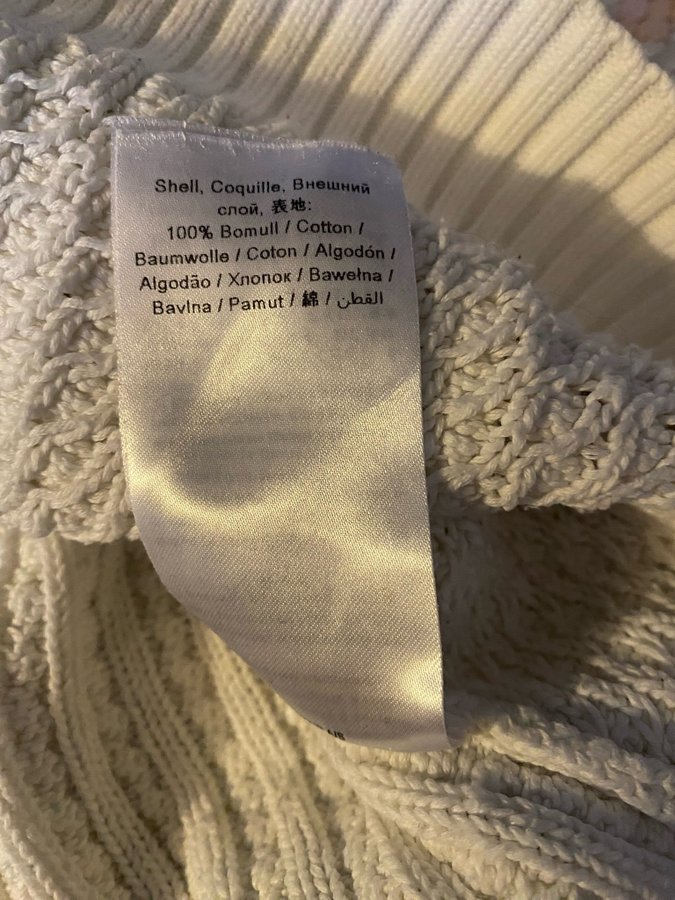 Shell, Coquille, Внешний
слой, 表地:
100% Bomull / Cotton /
Baumwolle / Coton / Algodón /
Algodão / Хлопок / Bawełna /
Bavlna / Pamut / 綿 / القطن